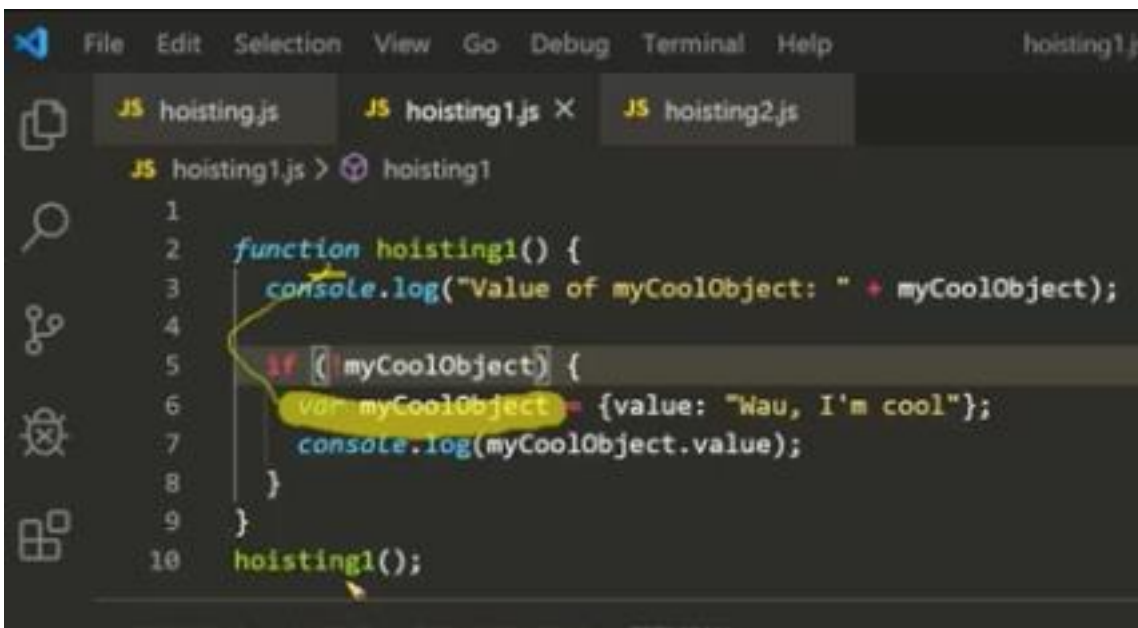 File Edit Selection View Go Debug Terminal Help hoisting1.j
JS hoisting.js JS hoisting1.js × JS hoisting2.js
JS hoisting1.js > hoisting1
1
2 function hoisting1() {
3 console.log("Value of myCoolObject: " + myCoolObject);
4
5 if (!myCoolObject) {
6 var myCoolObject = {value: "Wau, I'm cool"};
7 console.log(myCoolObject.value);
8 }
9 }
10 hoisting1();